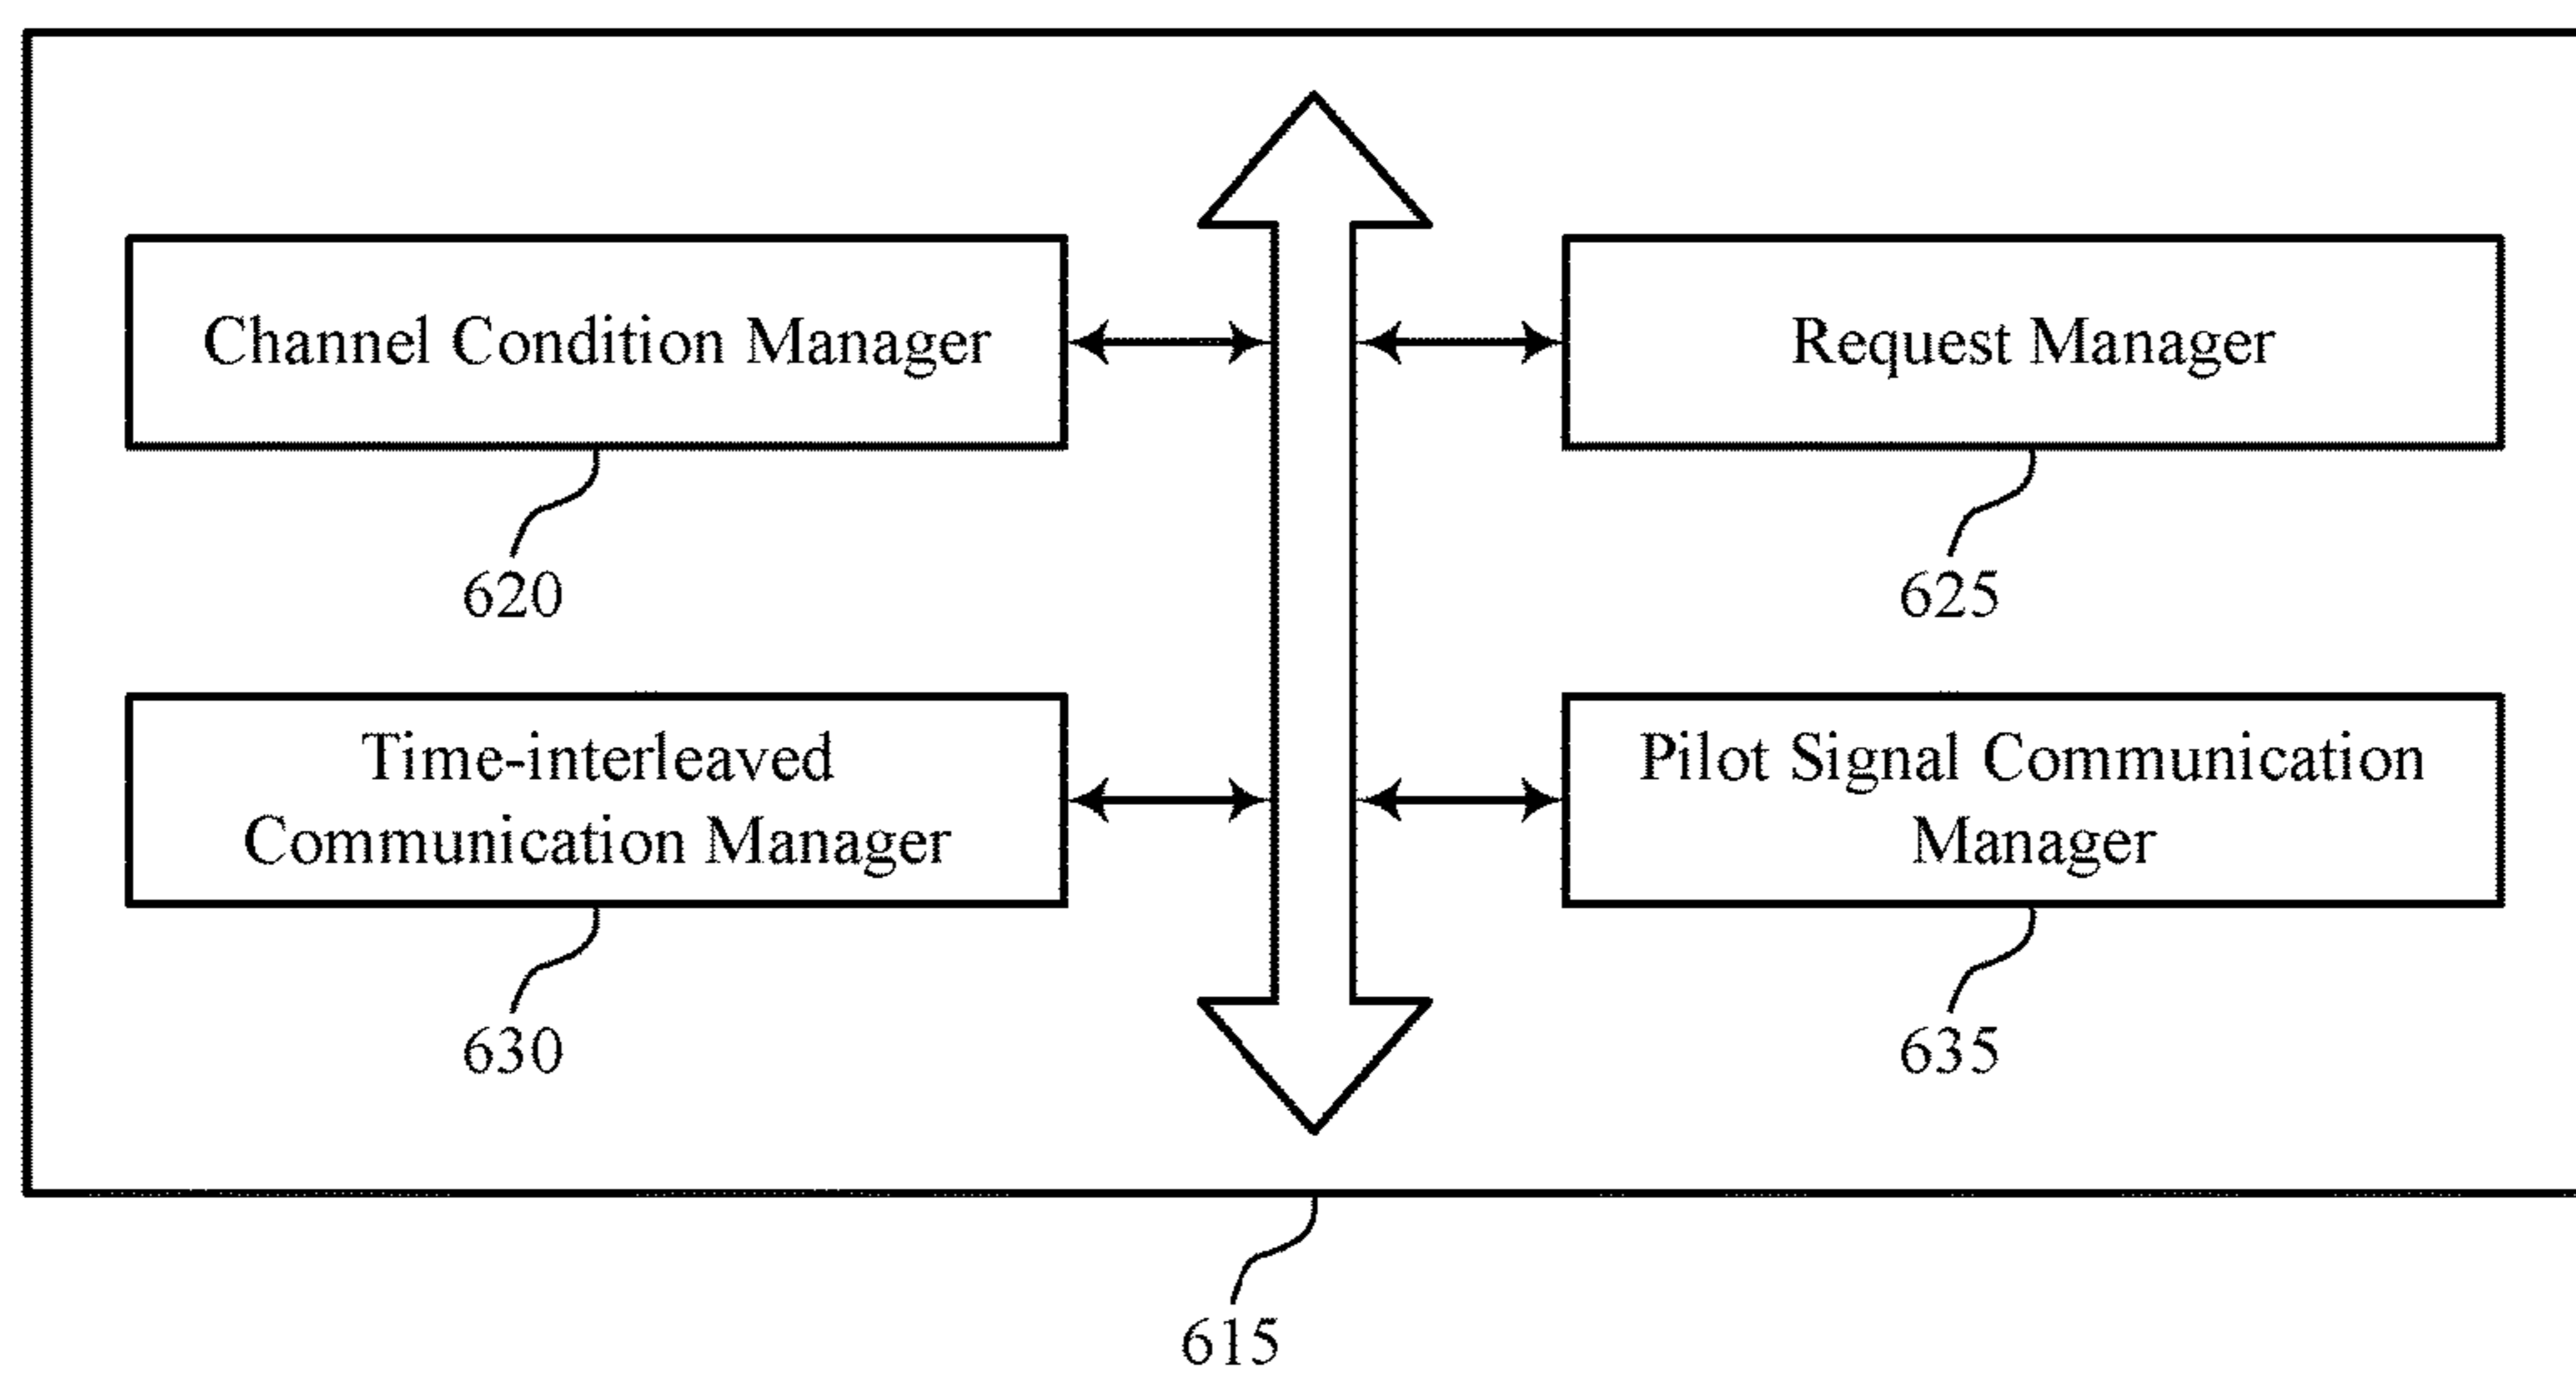 Channel Condition Manager
620
Request Manager
625
Time-interleaved
Communication Manager
630
Pilot Signal Communication
Manager
635
615